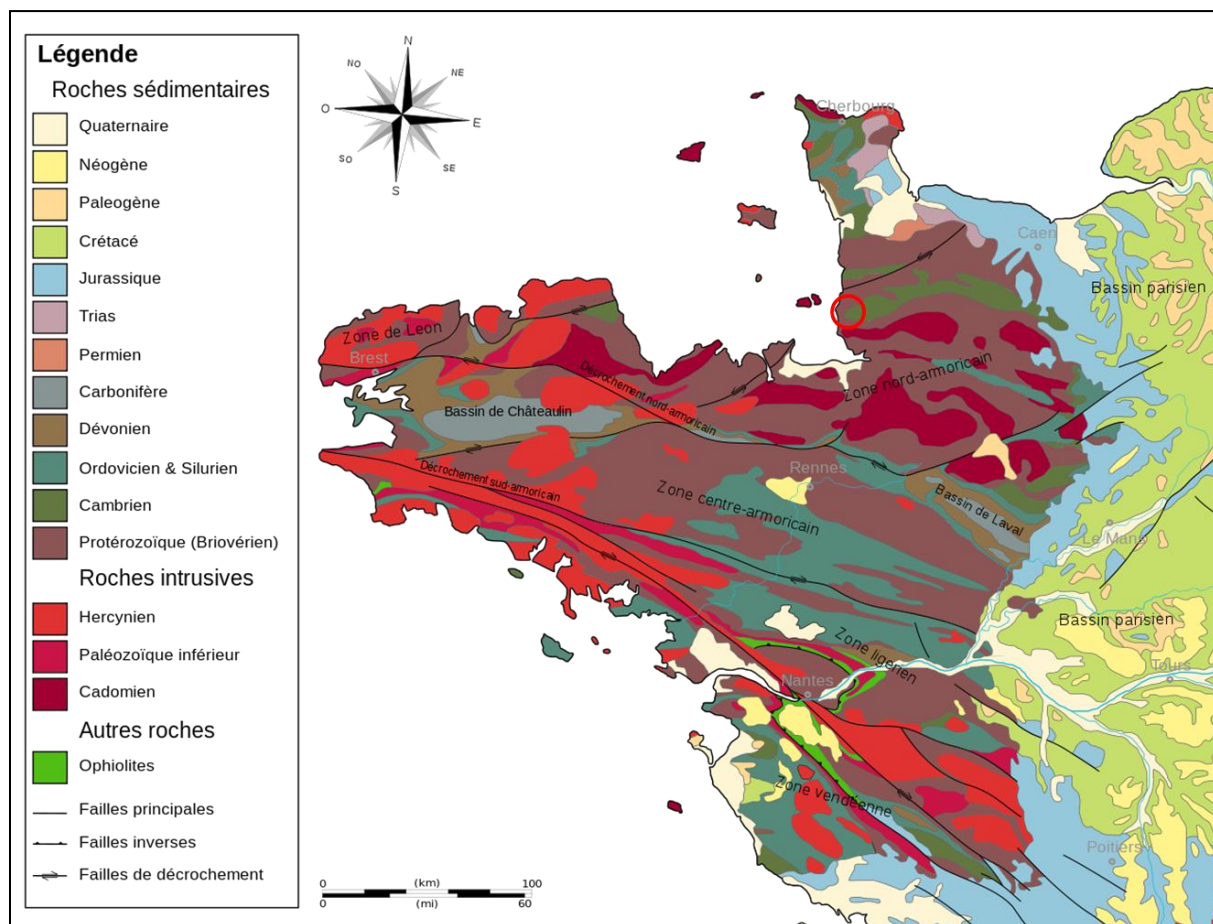 Légende
Roches sédimentaires
Quaternaire
Néogène
Paleogène
Crétacé
Jurassique
Trias
Permien
Carbonifère
Dévonien
Ordovicien & Silurien
Cambrien
Protérozoïque (Briovérien)
Roches intrusives
Hercynien
Paléozoïque inférieur
Cadomien
Autres roches
Ophiolites
Failles principales
Failles inverses
Failles de décrochement
N
NO
NE
O
E
SO
SE
S
Cherbourg
Caen
Bassin parisien
Zone de Leon
Brest
Décrochement nord-armoricain
Zone nord-armoricain
Bassin de Châteaulin
Décrochement sud-armoricain
Rennes
Zone centre-armoricain
Bassin de Laval
Le Mans
Bassin parisien
Zone ligerien
Tours
Nantes
Zone vendéenne
Poitiers
0 (km) 100
0 (mi) 60